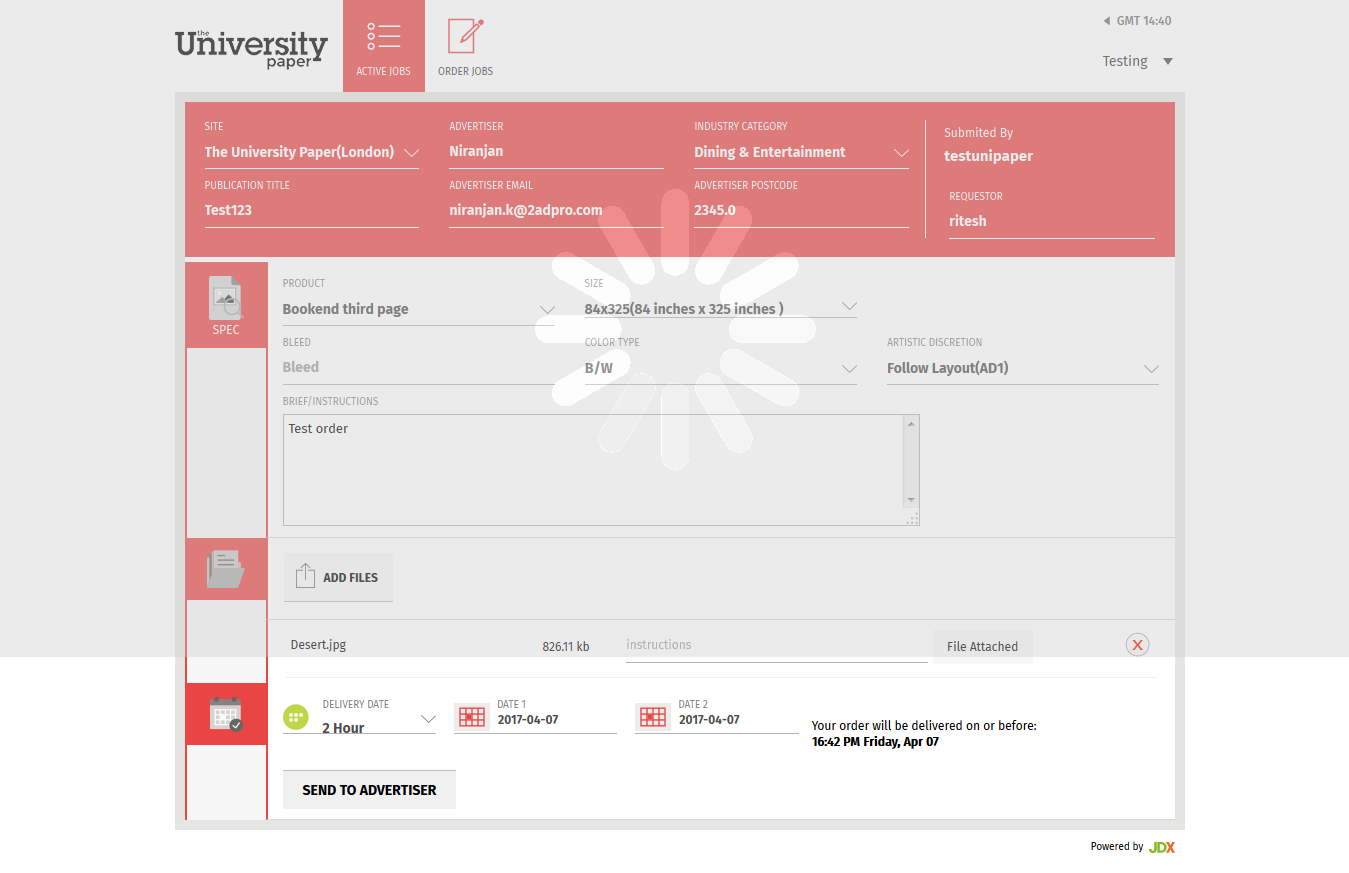 the
University
paper
ACTIVE JOBS
ORDER JOBS
GMT 14:40
Testing
SITE
ADVERTISER
INDUSTRY CATEGORY
Submited By
The University Paper(London)
Niranjan
Dining & Entertainment
testunipaper
PUBLICATION TITLE
ADVERTISER EMAIL
ADVERTISER POSTCODE
REQUESTOR
Test123
niranjan.k@2adpro.com
2345.0
ritesh
SPEC
PRODUCT
SIZE
Bookend third page
84x325(84 inches x 325 inches )
BLEED
COLOR TYPE
ARTISTIC DISCRETION
Bleed
B/W
Follow Layout(AD1)
BRIEF/INSTRUCTIONS
Test order
ADD FILES
Desert.jpg
826.11 kb
instructions
File Attached
X
DELIVERY DATE
DATE 1
DATE 2
2 Hour
2017-04-07
2017-04-07
Your order will be delivered on or before:
16:42 PM Friday, Apr 07
SEND TO ADVERTISER
Powered by JDX